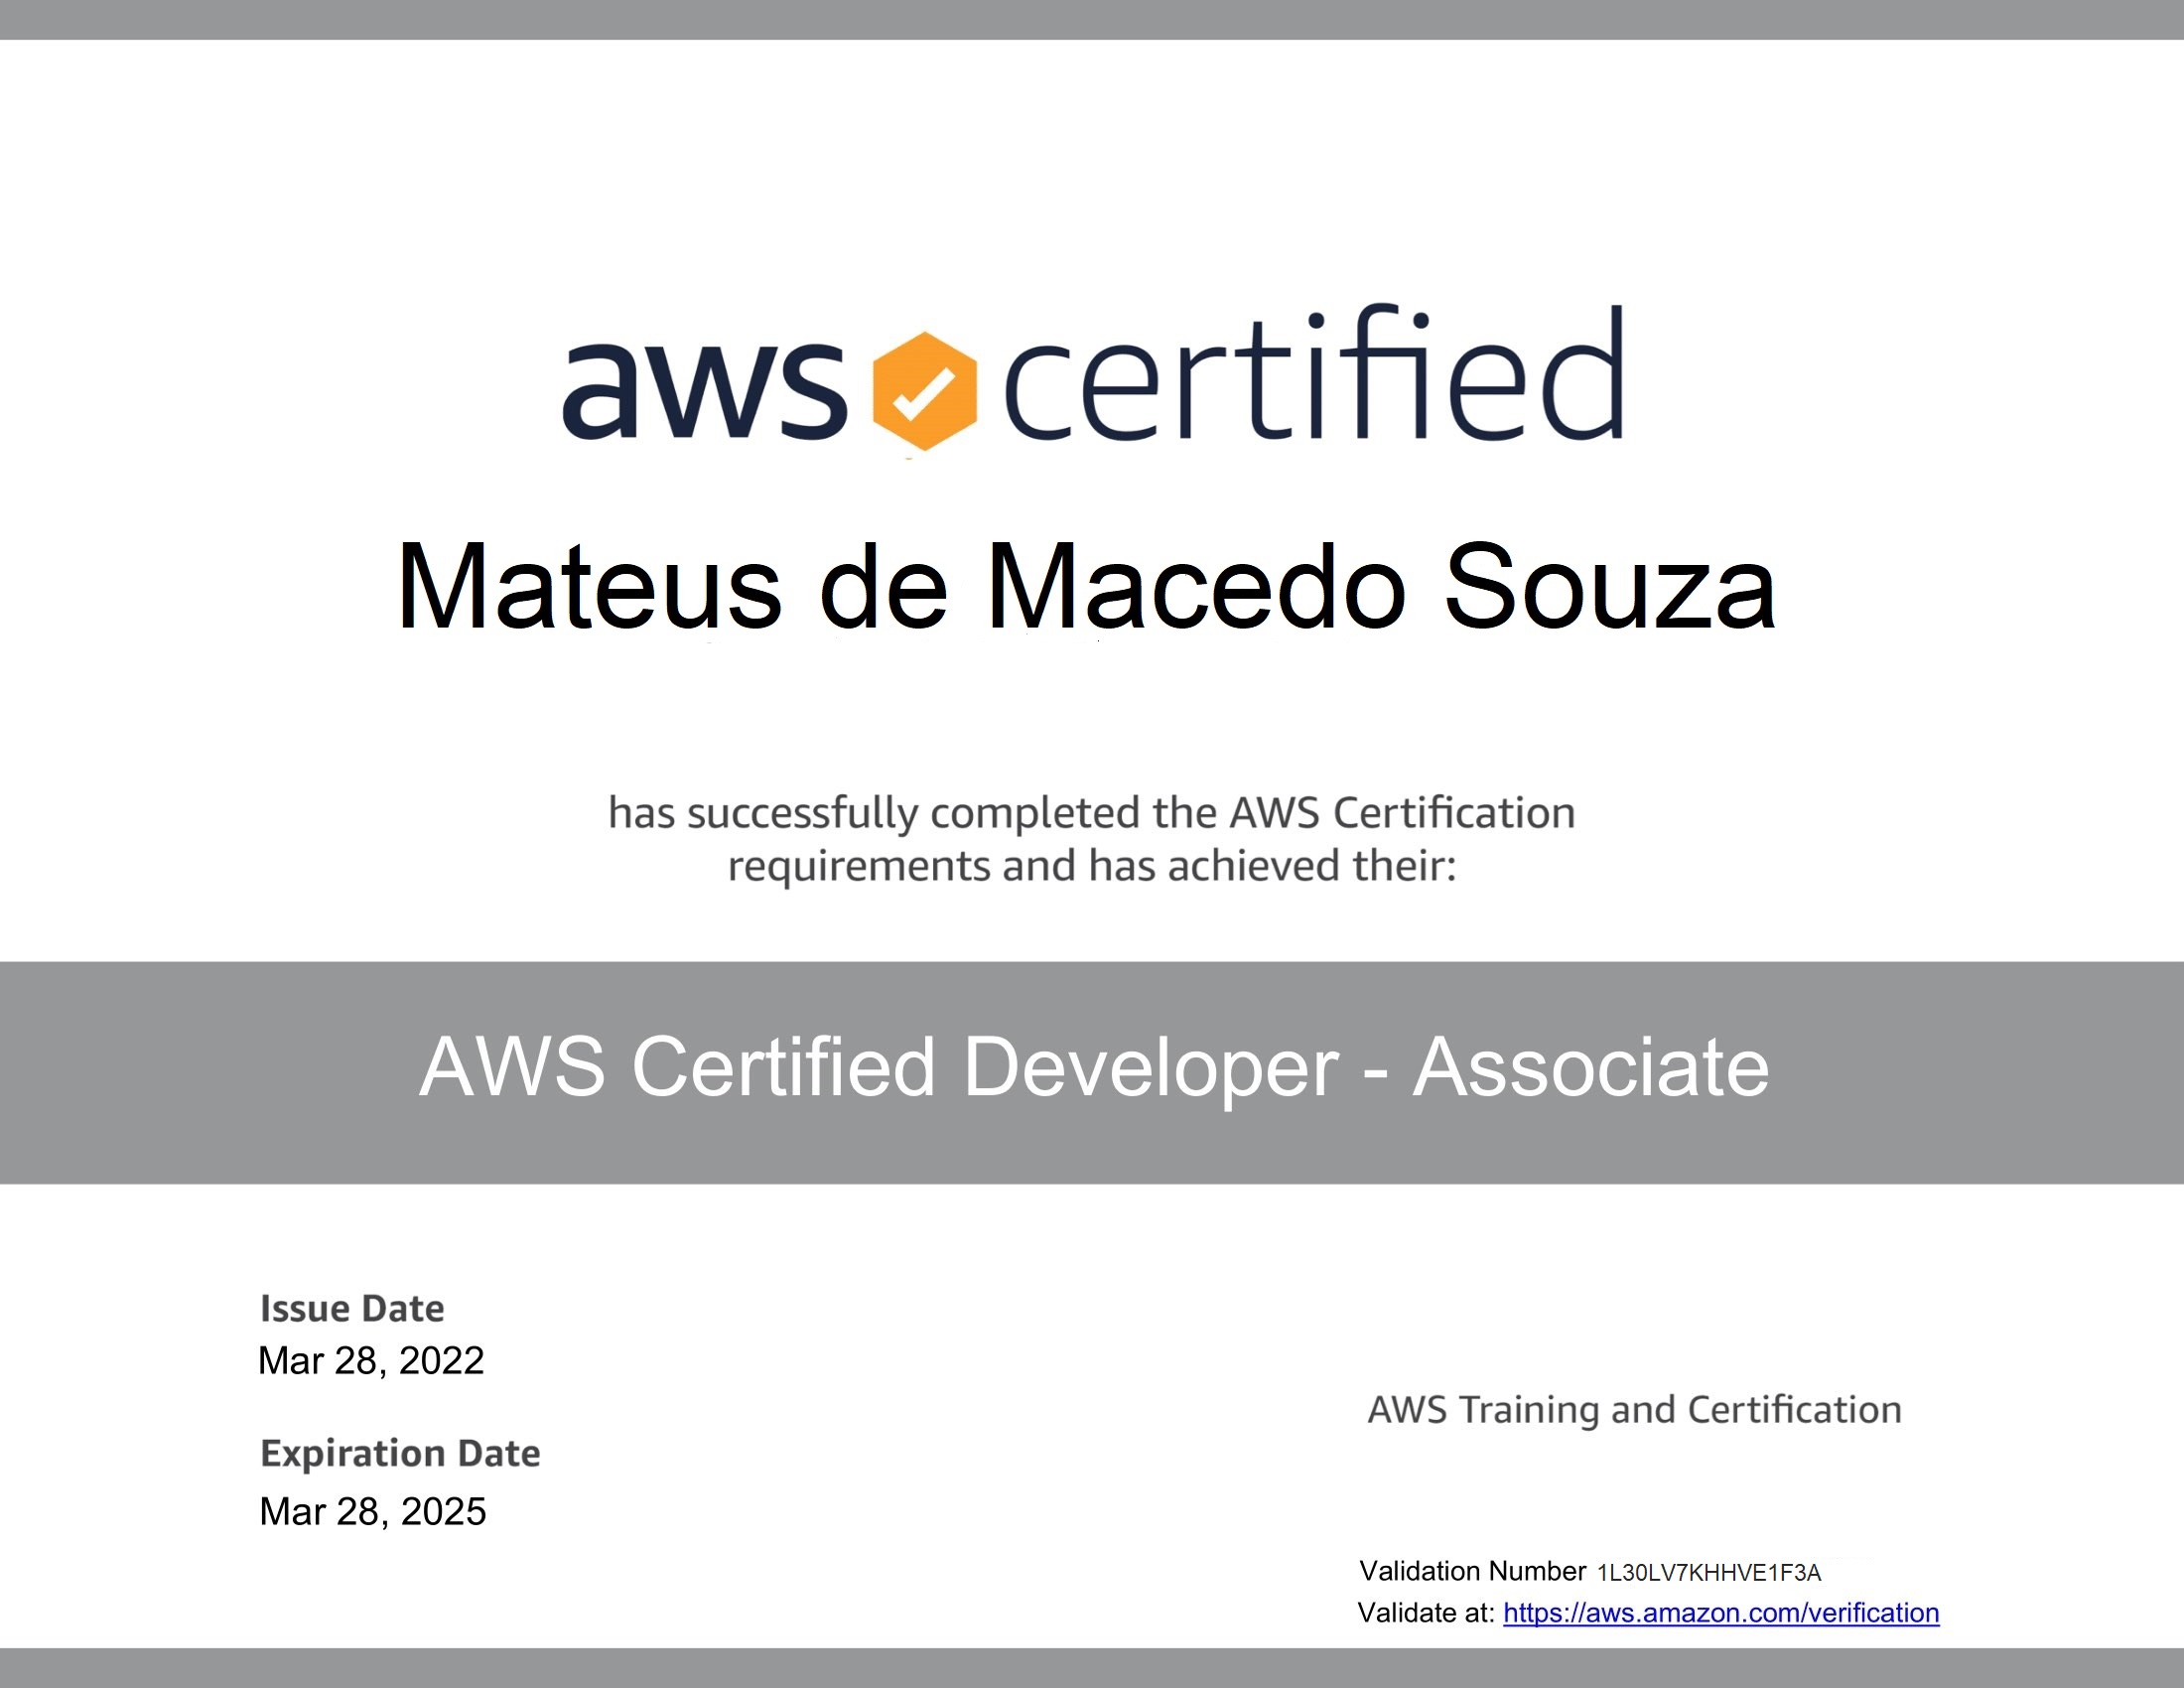 aws certified
Mateus de Macedo Souza
has successfully completed the AWS Certification
requirements and has achieved their:
AWS Certified Developer - Associate
Issue Date
Mar 28, 2022
Expiration Date
Mar 28, 2025
AWS Training and Certification
Validation Number 1L30LV7KHHVE1F3A
Validate at: https://aws.amazon.com/verification